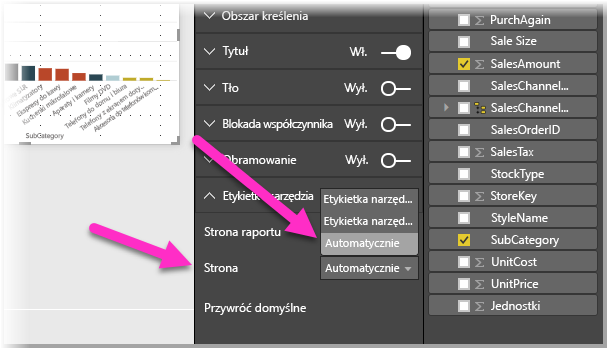 Ekspresy do kawy
Kuchenki mikrofalowe
Aparaty i kamery
Filmy DVD
Telefony do domu i biura
Telefony z ekranem doty...
Akcesoria do telefonów kom...
SubCategory
Obszar kreślenia
Tytuł Wł.
Tło Wył.
Blokada współczynnika Wył.
Obramowanie Wył.
Etykietka narzędzia
Etykietka narzęd...
Etykietka narzęd...
Automatycznie
Strona raportu
Strona Automatycznie
Przywróć domyślne
PurchAgain
Sale Size
SalesAmount
SalesChannel...
SalesChannel...
SalesOrderID
SalesTax
StockType
StoreKey
StyleName
SubCategory
UnitCost
UnitPrice
Jednostki